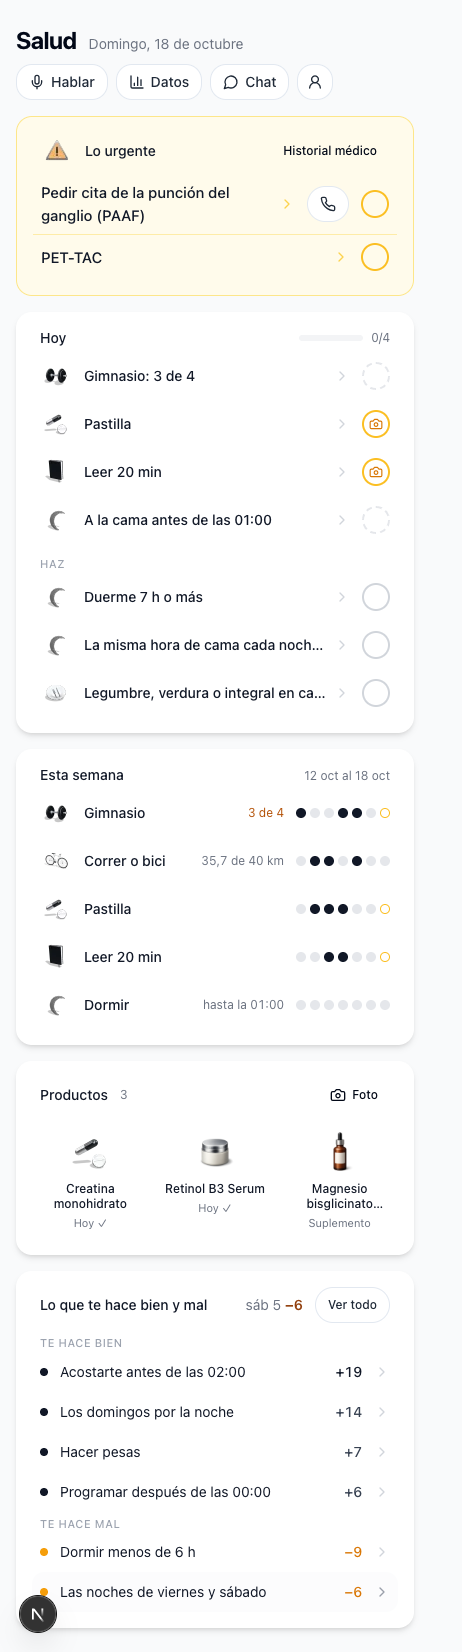 Salud Domingo, 18 de octubre
Hablar Datos Chat
Lo urgente Historial médico
Pedir cita de la punción del
ganglio (PAAF)
PET-TAC
Hoy 0/4
Gimnasio: 3 de 4
Pastilla
Leer 20 min
A la cama antes de las 01:00
HAZ
Duerme 7 h o más
La misma hora de cama cada noch...
Legumbre, verdura o integral en ca...
Esta semana 12 oct al 18 oct
Gimnasio 3 de 4
Correr o bici 35,7 de 40 km
Pastilla
Leer 20 min
Dormir hasta la 01:00
Productos 3 Foto
Creatina
monohidrato
Hoy ✓
Retinol B3 Serum
Hoy ✓
Magnesio
bisglicinato...
Suplemento
Lo que te hace bien y mal sáb 5 −6 Ver todo
TE HACE BIEN
Acostarte antes de las 02:00 +19
Los domingos por la noche +14
Hacer pesas +7
Programar después de las 00:00 +6
TE HACE MAL
Dormir menos de 6 h −9
Las noches de viernes y sábado −6
N